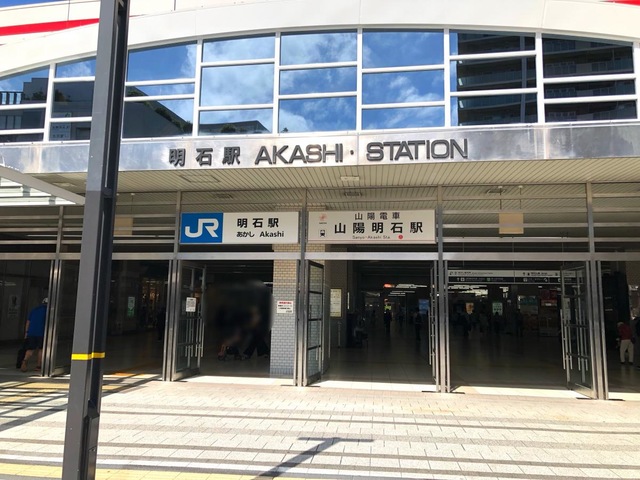 明石駅 AKASHI・STATION
JR 明石駅
あかし Akashi
山陽電車
山陽明石駅
Sanyo-Akashi Sta.